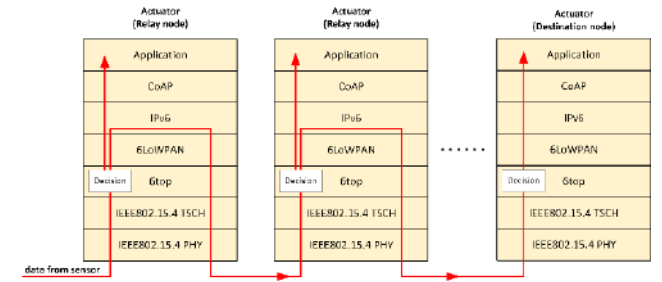 Actuator
(Relay node)
Application
CoAP
IPv6
6LoWPAN
Decision 6top
IEEE802.15.4 TSCH
IEEE802.15.4 PHY
data from sensor
Actuator
(Relay node)
Application
CoAP
IPv6
6LoWPAN
Decision 6top
IEEE802.15.4 TSCH
IEEE802.15.4 PHY
......
Actuator
(Destination node)
Application
CoAP
IPv6
6LoWPAN
Decision 6top
IEEE802.15.4 TSCH
IEEE802.15.4 PHY